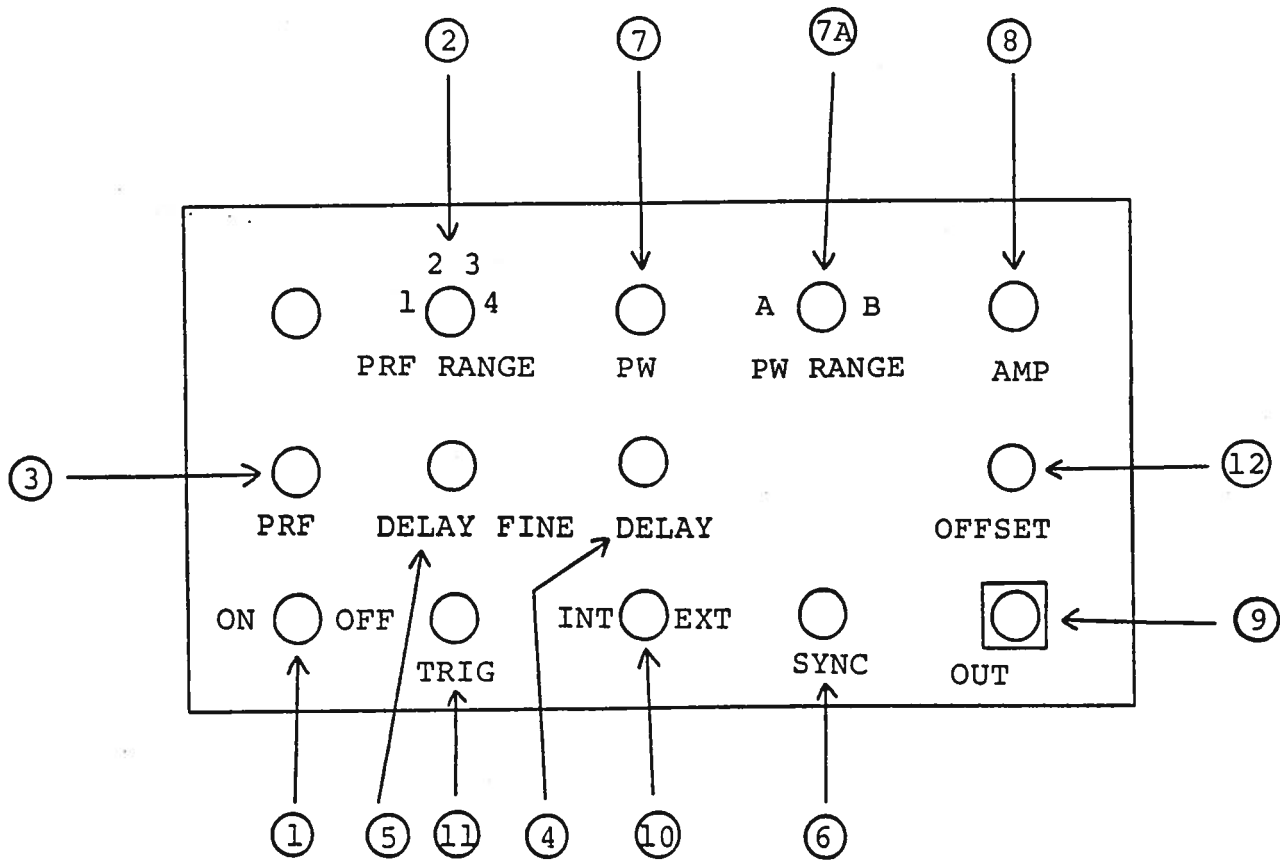 2 7 7A 8
2 3
1 4 A B
PRF RANGE PW PW RANGE AMP
3 12
PRF DELAY FINE DELAY OFFSET
ON OFF INT EXT 9
TRIG SYNC OUT
1 5 11 4 10 6